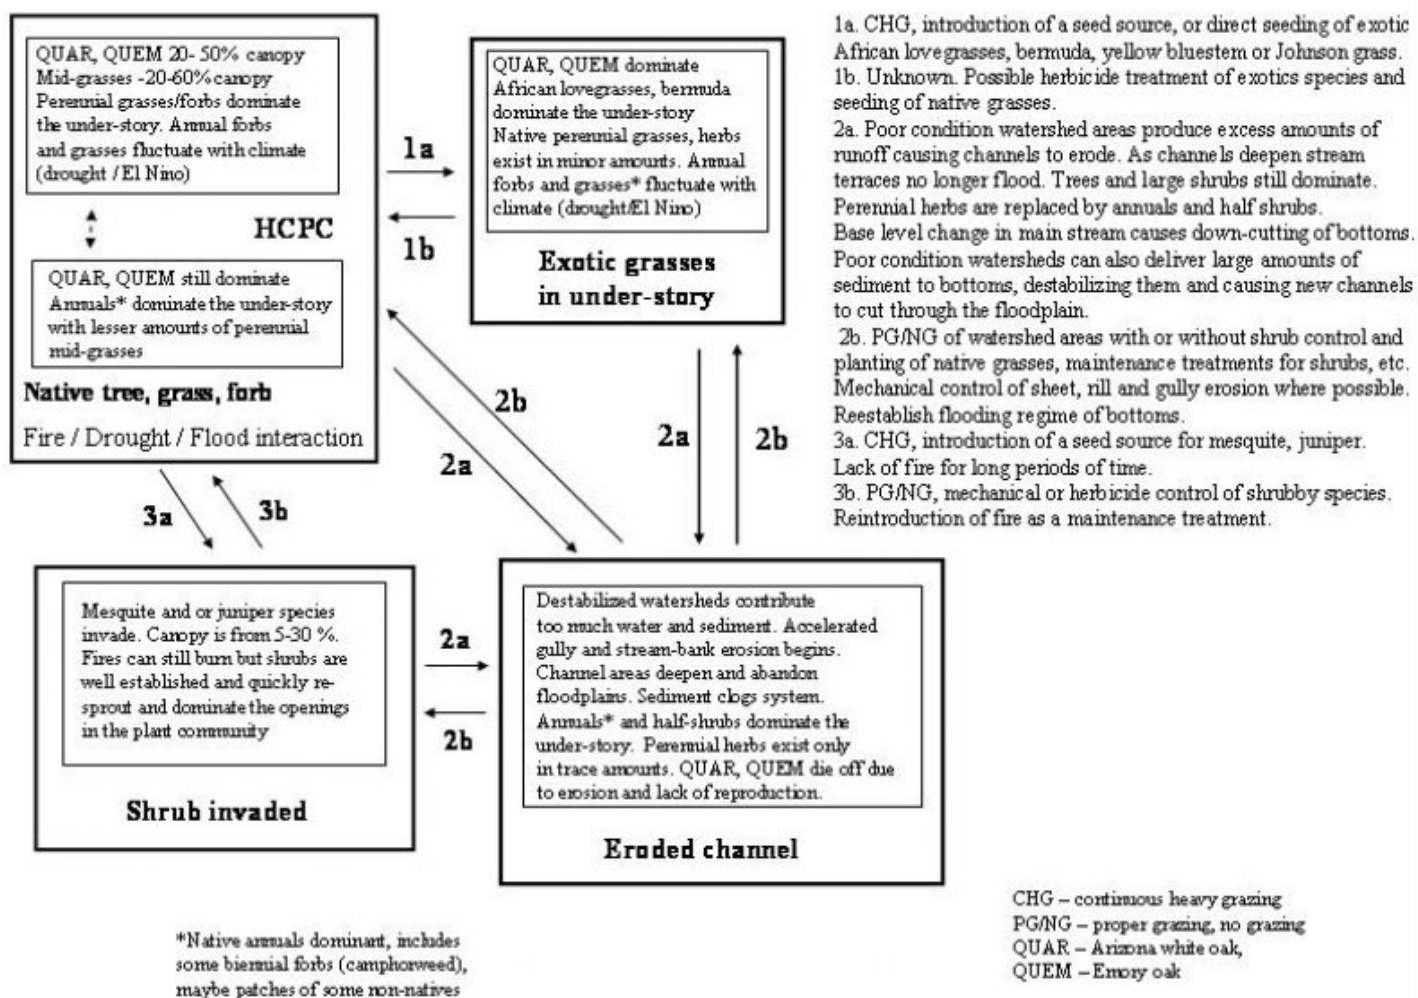 QUAR, QUEM 20- 50% canopy
Mid-grasses -20-60% canopy
Perennial grasses/forbs dominate
the under-story. Annual forbs
and grasses fluctuate with climate
(drought / El Nino)
HCPC
QUAR, QUEM still dominate
Annuals* dominate the under-story
with lesser amounts of perennial
mid-grasses
Native tree, grass, forb
Fire / Drought / Flood interaction
1a
1b
QUAR, QUEM dominate
African lovegrasses, bermuda
dominate the under-story
Native perennial grasses, herbs
exist in minor amounts. Annual
forbs and grasses* fluctuate with
climate (drought/El Nino)
Exotic grasses
in under-story
2b
2a
2a
2b
3a
3b
Mesquite and or juniper species
invade. Canopy is from 5-30 %.
Fires can still burn but shrubs are
well established and quickly re-
sprout and dominate the openings
in the plant community
Shrub invaded
2a
2b
Destabilized watersheds contribute
too much water and sediment. Accelerated
gully and stream-bank erosion begins.
Channel areas deepen and abandon
floodplains. Sediment clogs system.
Annuals* and half-shrubs dominate the
under-story. Perennial herbs exist only
in trace amounts. QUAR, QUEM die off due
to erosion and lack of reproduction.
Eroded channel
1a. CHG, introduction of a seed source, or direct seeding of exotic
African lovegrasses, bermuda, yellow bluestem or Johnson grass.
1b. Unknown. Possible herbicide treatment of exotics species and
seeding of native grasses.
2a. Poor condition watershed areas produce excess amounts of
runoff causing channels to erode. As channels deepen stream
terraces no longer flood. Trees and large shrubs still dominate.
Perennial herbs are replaced by annuals and half shrubs.
Base level change in main stream causes down-cutting of bottoms.
Poor condition watersheds can also deliver large amounts of
sediment to bottoms, destabilizing them and causing new channels
to cut through the floodplain.
2b. PG/NG of watershed areas with or without shrub control and
planting of native grasses, maintenance treatments for shrubs, etc.
Mechanical control of sheet, rill and gully erosion where possible.
Reestablish flooding regime of bottoms.
3a. CHG, introduction of a seed source for mesquite, juniper.
Lack of fire for long periods of time.
3b. PG/NG, mechanical or herbicide control of shrubby species.
Reintroduction of fire as a maintenance treatment.
*Native annuals dominant, includes
some biennial forbs (camphorweed),
maybe patches of some non-natives
CHG – continuous heavy grazing
PG/NG – proper grazing, no grazing
QUAR – Arizona white oak,
QUEM – Emory oak